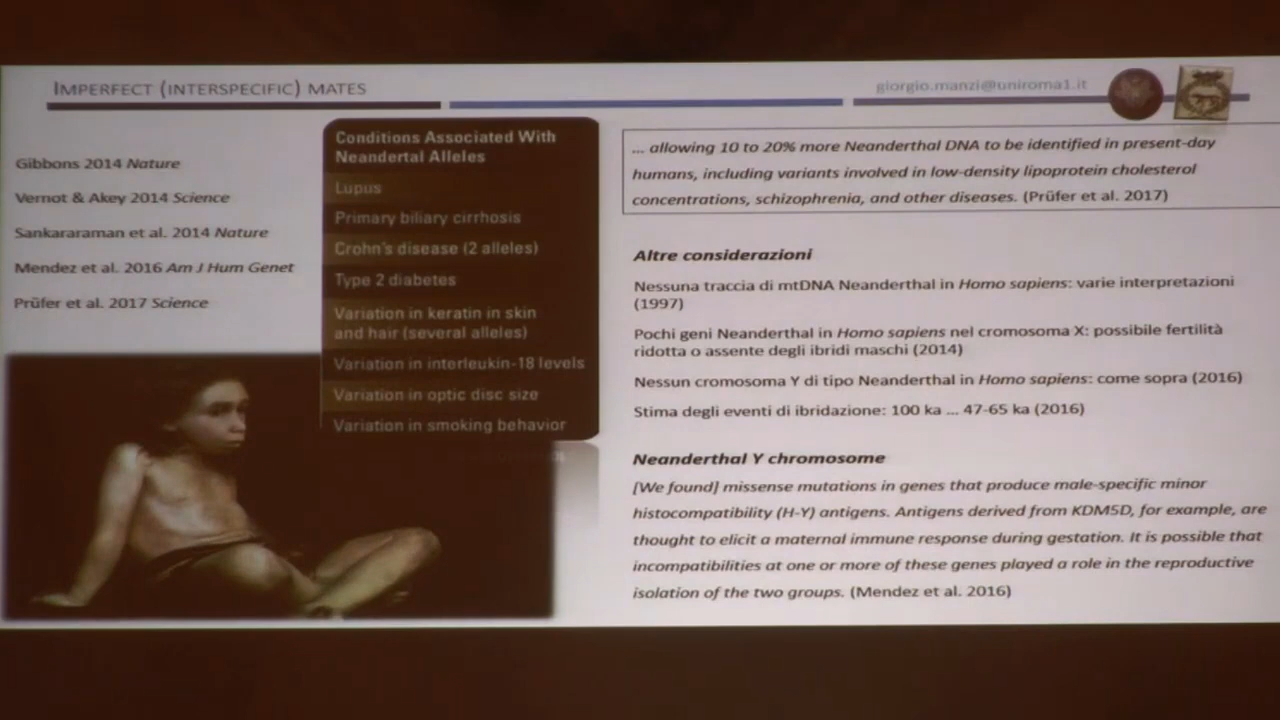 IMPERFECT (INTERSPECIFIC) MATES
giorgio.manzi@uniroma1.it
Gibbons 2014 Nature
Vernot & Akey 2014 Science
Sankararaman et al. 2014 Nature
Mendez et al. 2016 Am J Hum Genet
Prüfer et al. 2017 Science
Conditions Associated With
Neandertal Alleles
Lupus
Primary biliary cirrhosis
Crohn's disease (2 alleles)
Type 2 diabetes
Variation in keratin in skin
and hair (several alleles)
Variation in interleukin-18 levels
Variation in optic disc size
Variation in smoking behavior
... allowing 10 to 20% more Neanderthal DNA to be identified in present-day
humans, including variants involved in low-density lipoprotein cholesterol
concentrations, schizophrenia, and other diseases. (Prüfer et al. 2017)
Altre considerazioni
Nessuna traccia di mtDNA Neanderthal in Homo sapiens: varie interpretazioni
(1997)
Pochi geni Neanderthal in Homo sapiens nel cromosoma X: possibile fertilità
ridotta o assente degli ibridi maschi (2014)
Nessun cromosoma Y di tipo Neanderthal in Homo sapiens: come sopra (2016)
Stima degli eventi di ibridazione: 100 ka ... 47-65 ka (2016)
Neanderthal Y chromosome
[We found] missense mutations in genes that produce male-specific minor
histocompatibility (H-Y) antigens. Antigens derived from KDM5D, for example, are
thought to elicit a maternal immune response during gestation. It is possible that
incompatibilities at one or more of these genes played a role in the reproductive
isolation of the two groups. (Mendez et al. 2016)